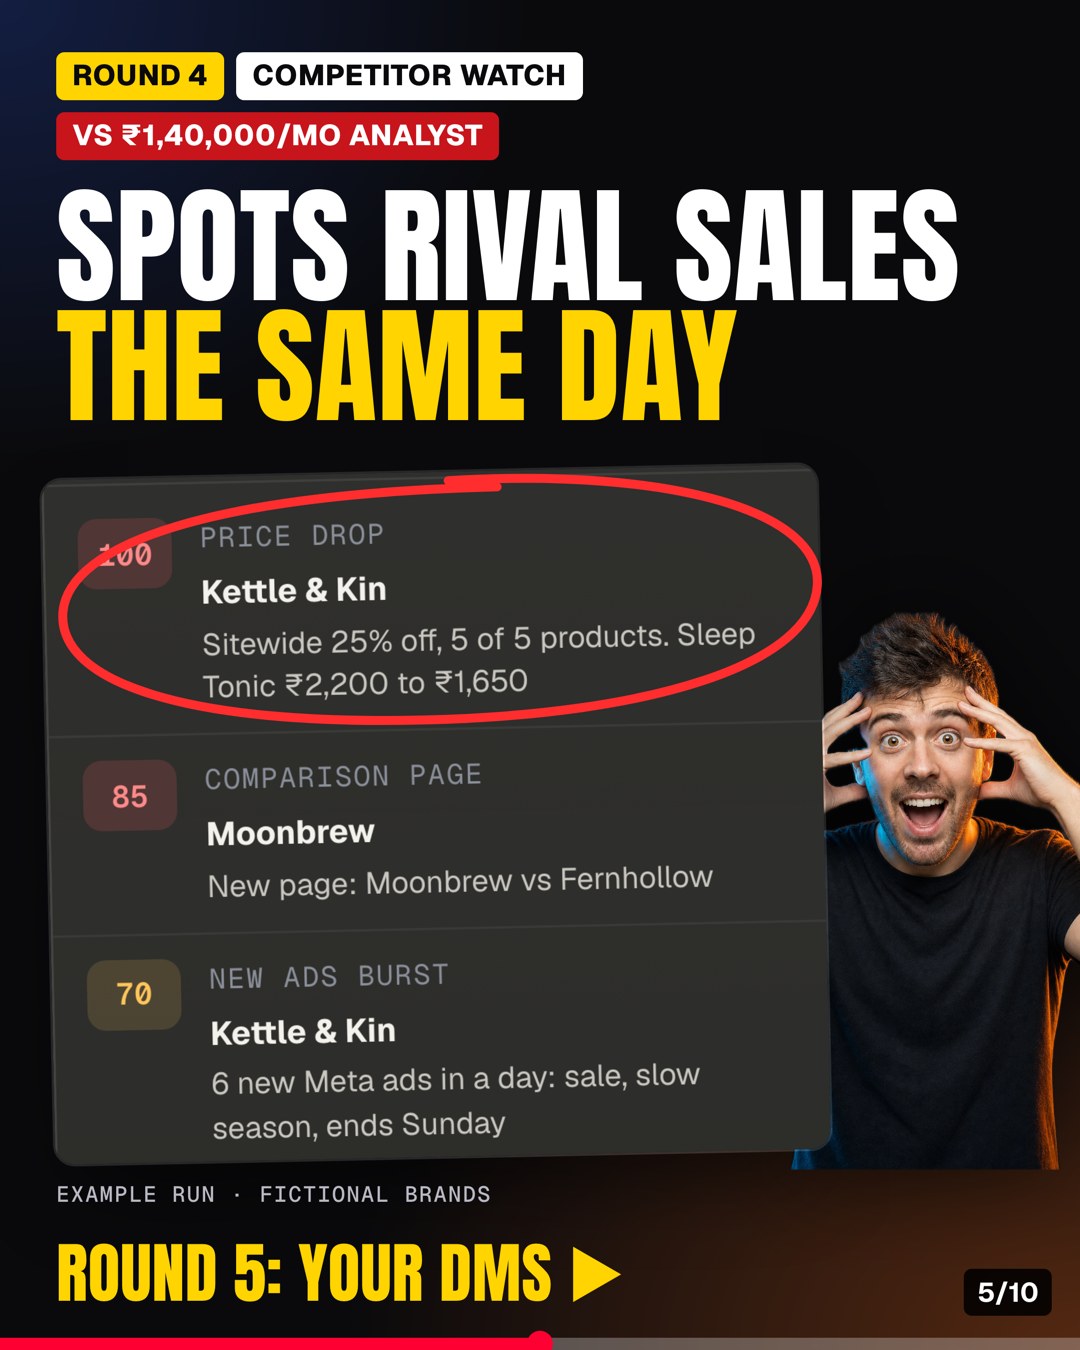 ROUND 4
COMPETITOR WATCH
VS ₹1,40,000/MO ANALYST
SPOTS RIVAL SALES
THE SAME DAY
100
PRICE DROP
Kettle & Kin
Sitewide 25% off, 5 of 5 products. Sleep
Tonic ₹2,200 to ₹1,650
85
COMPARISON PAGE
Moonbrew
New page: Moonbrew vs Fernhollow
70
NEW ADS BURST
Kettle & Kin
6 new Meta ads in a day: sale, slow
season, ends Sunday
EXAMPLE RUN · FICTIONAL BRANDS
ROUND 5: YOUR DMS ▶
5/10